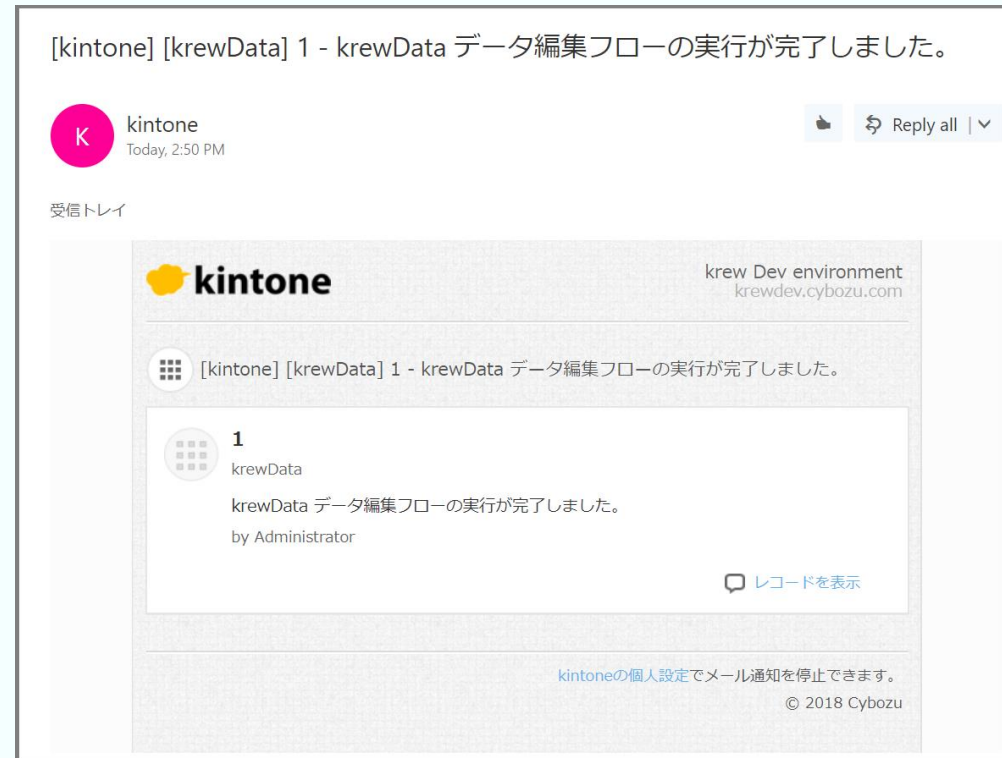 [kintone] [krewData] 1 - krewData データ編集フローの実行が完了しました。
K
kintone
Today, 2:50 PM
Reply all
受信トレイ
kintone
krew Dev environment
krewdev.cybozu.com
[kintone] [krewData] 1 - krewData データ編集フローの実行が完了しました。
1
krewData
krewData データ編集フローの実行が完了しました。
by Administrator
レコードを表示
kintoneの個人設定でメール通知を停止できます。
© 2018 Cybozu